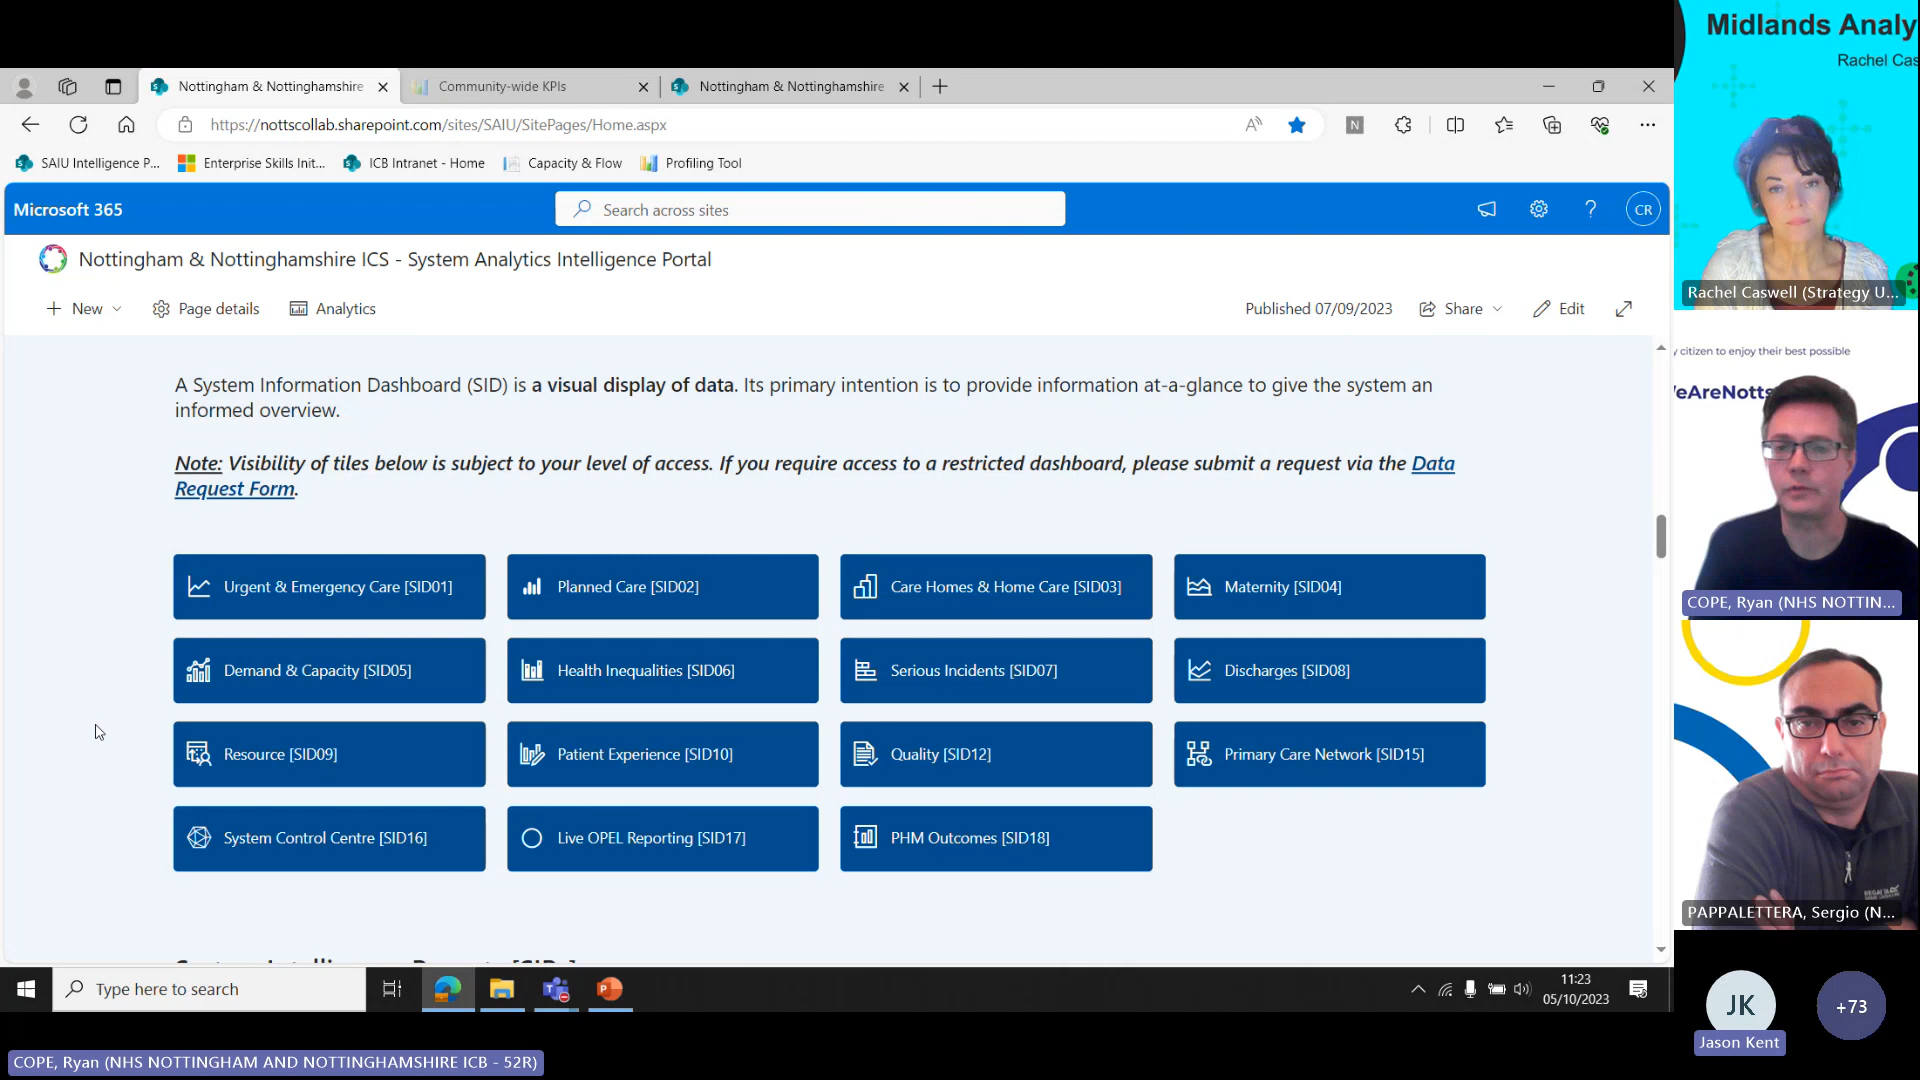 Midlands Analy
Rachel Cas
Nottingham & Nottinghamshire
Community-wide KPIs
Nottingham & Nottinghamshire
https://nottscollab.sharepoint.com/sites/SAIU/SitePages/Home.aspx
N
SAIU Intelligence P...
Enterprise Skills Init...
ICB Intranet - Home
Capacity & Flow
Profiling Tool
Microsoft 365
Search across sites
?
CR
Nottingham & Nottinghamshire ICS - System Analytics Intelligence Portal
New
Page details
Analytics
Published 07/09/2023
Share
Edit
A System Information Dashboard (SID) is a visual display of data. Its primary intention is to provide information at-a-glance to give the system an
informed overview.
Note: Visibility of tiles below is subject to your level of access. If you require access to a restricted dashboard, please submit a request via the Data
Request Form.
Urgent & Emergency Care [SID01]
Planned Care [SID02]
Care Homes & Home Care [SID03]
Maternity [SID04]
Demand & Capacity [SID05]
Health Inequalities [SID06]
Serious Incidents [SID07]
Discharges [SID08]
Resource [SID09]
Patient Experience [SID10]
Quality [SID12]
Primary Care Network [SID15]
System Control Centre [SID16]
Live OPEL Reporting [SID17]
PHM Outcomes [SID18]
Type here to search
11:23
05/10/2023
COPE, Ryan (NHS NOTTINGHAM AND NOTTINGHAMSHIRE ICB - 52R)
Rachel Caswell (Strategy U...
y citizen to enjoy their best possible
eAreNotts
COPE, Ryan (NHS NOTTIN...
PAPPALETTERA, Sergio (N...
JK
Jason Kent
+73